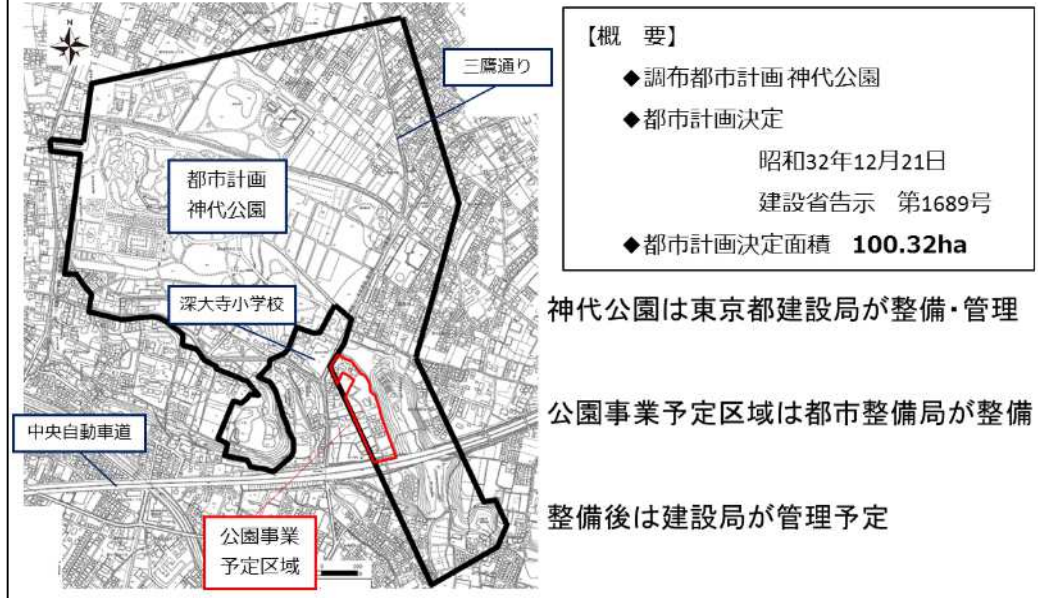 N
三鷹通り
都市計画
神代公園
深大寺小学校
中央自動車道
公園事業
予定区域
【概　要】
◆調布都市計画 神代公園
◆都市計画決定
昭和32年12月21日
建設省告示　第1689号
◆都市計画決定面積　100.32ha
神代公園は東京都建設局が整備・管理
公園事業予定区域は都市整備局が整備
整備後は建設局が管理予定